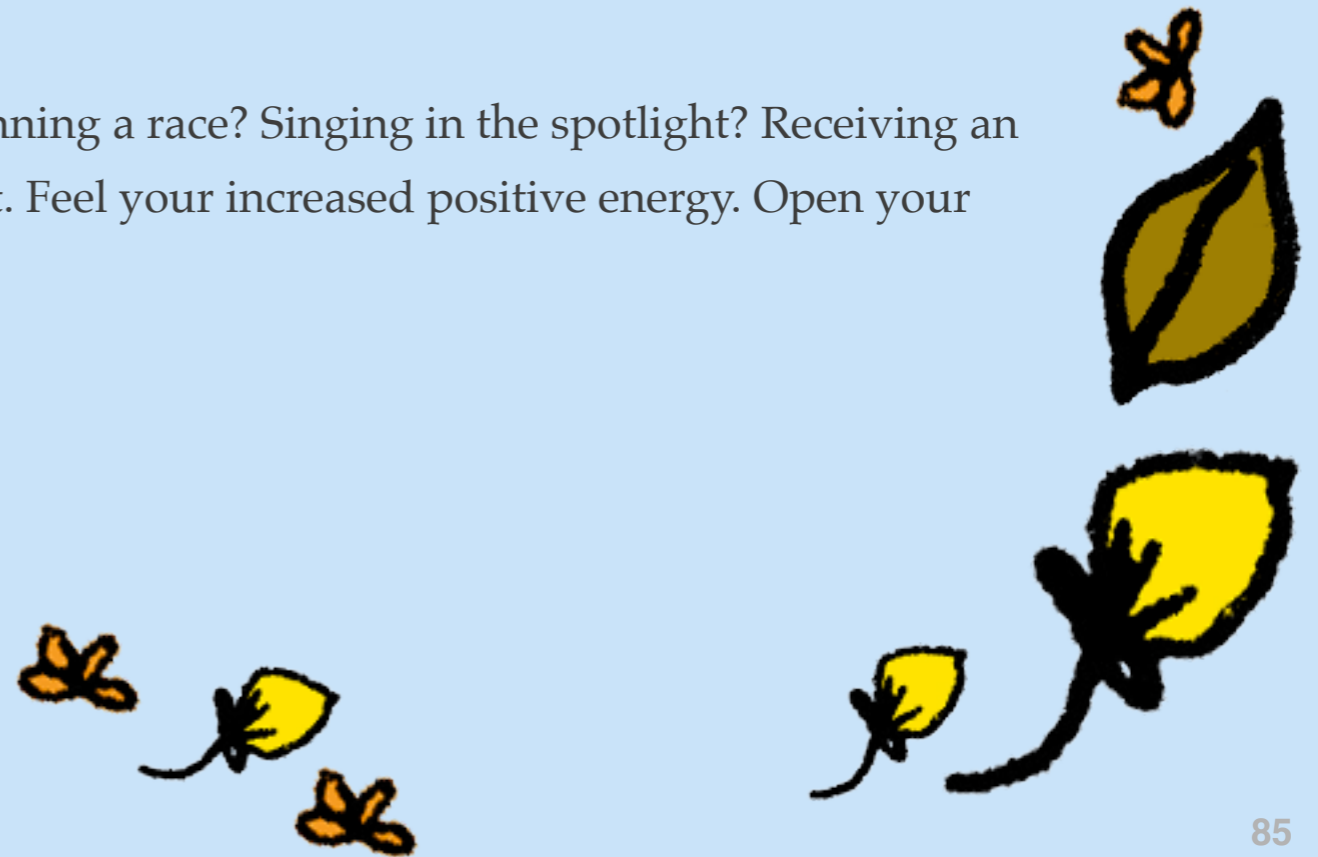 nning a race? Singing in the spotlight? Receiving an
. Feel your increased positive energy. Open your
85